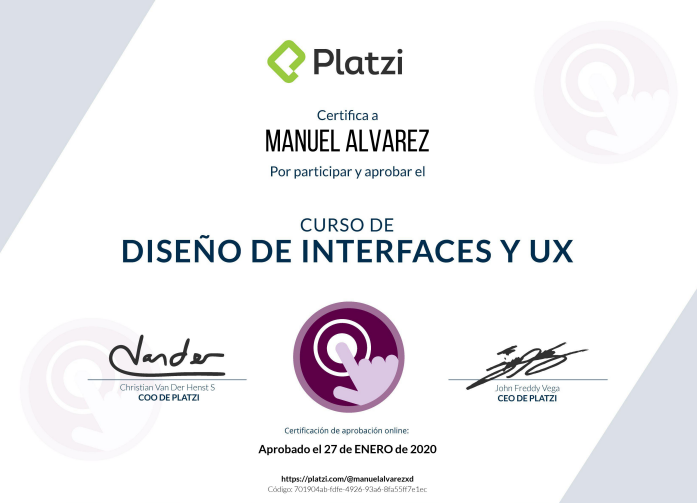 Platzi
Certifica a
MANUEL ALVAREZ
Por participar y aprobar el
CURSO DE
DISEÑO DE INTERFACES Y UX
Vander
Christian Van Der Henst S
COO DE PLATZI
John Freddy Vega
CEO DE PLATZI
Certificación de aprobación online:
Aprobado el 27 de ENERO de 2020
https://platzi.com/@manuelalvarezxd
Código: 701904ab-fdfe-4926-93a6-8fa55ff7e1ec